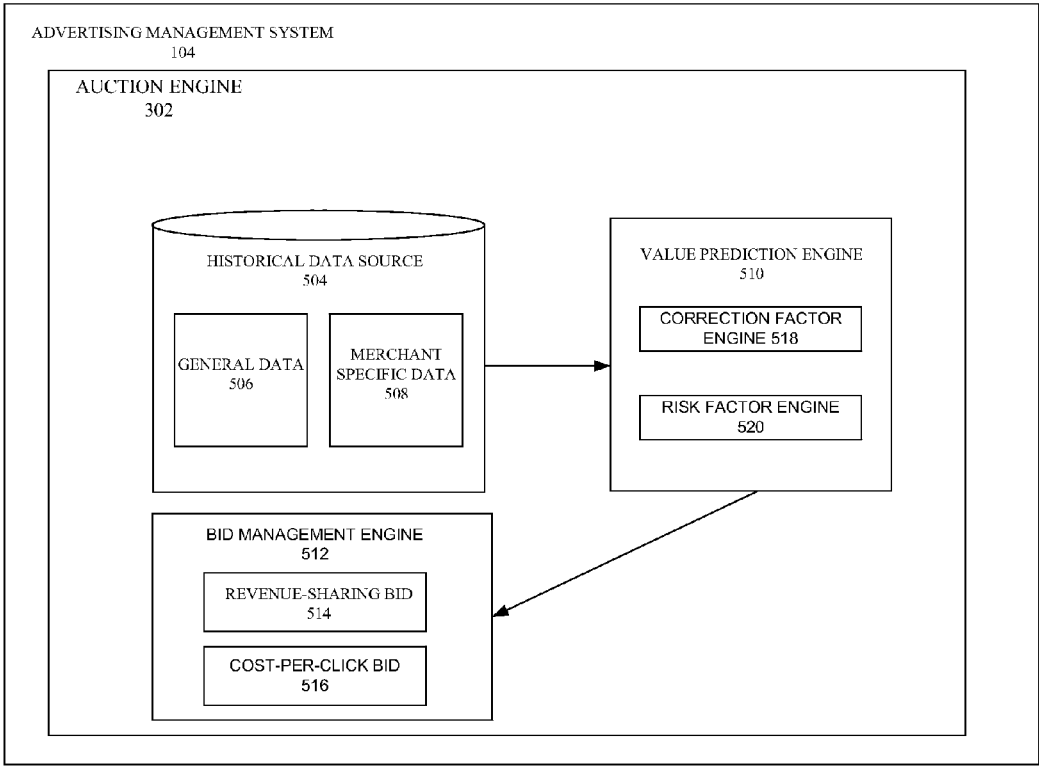 ADVERTISING MANAGEMENT SYSTEM
104
AUCTION ENGINE
302
HISTORICAL DATA SOURCE
504
GENERAL DATA
506
MERCHANT
SPECIFIC DATA
508
VALUE PREDICTION ENGINE
510
CORRECTION FACTOR
ENGINE 518
RISK FACTOR ENGINE
520
BID MANAGEMENT ENGINE
512
REVENUE-SHARING BID
514
COST-PER-CLICK BID
516